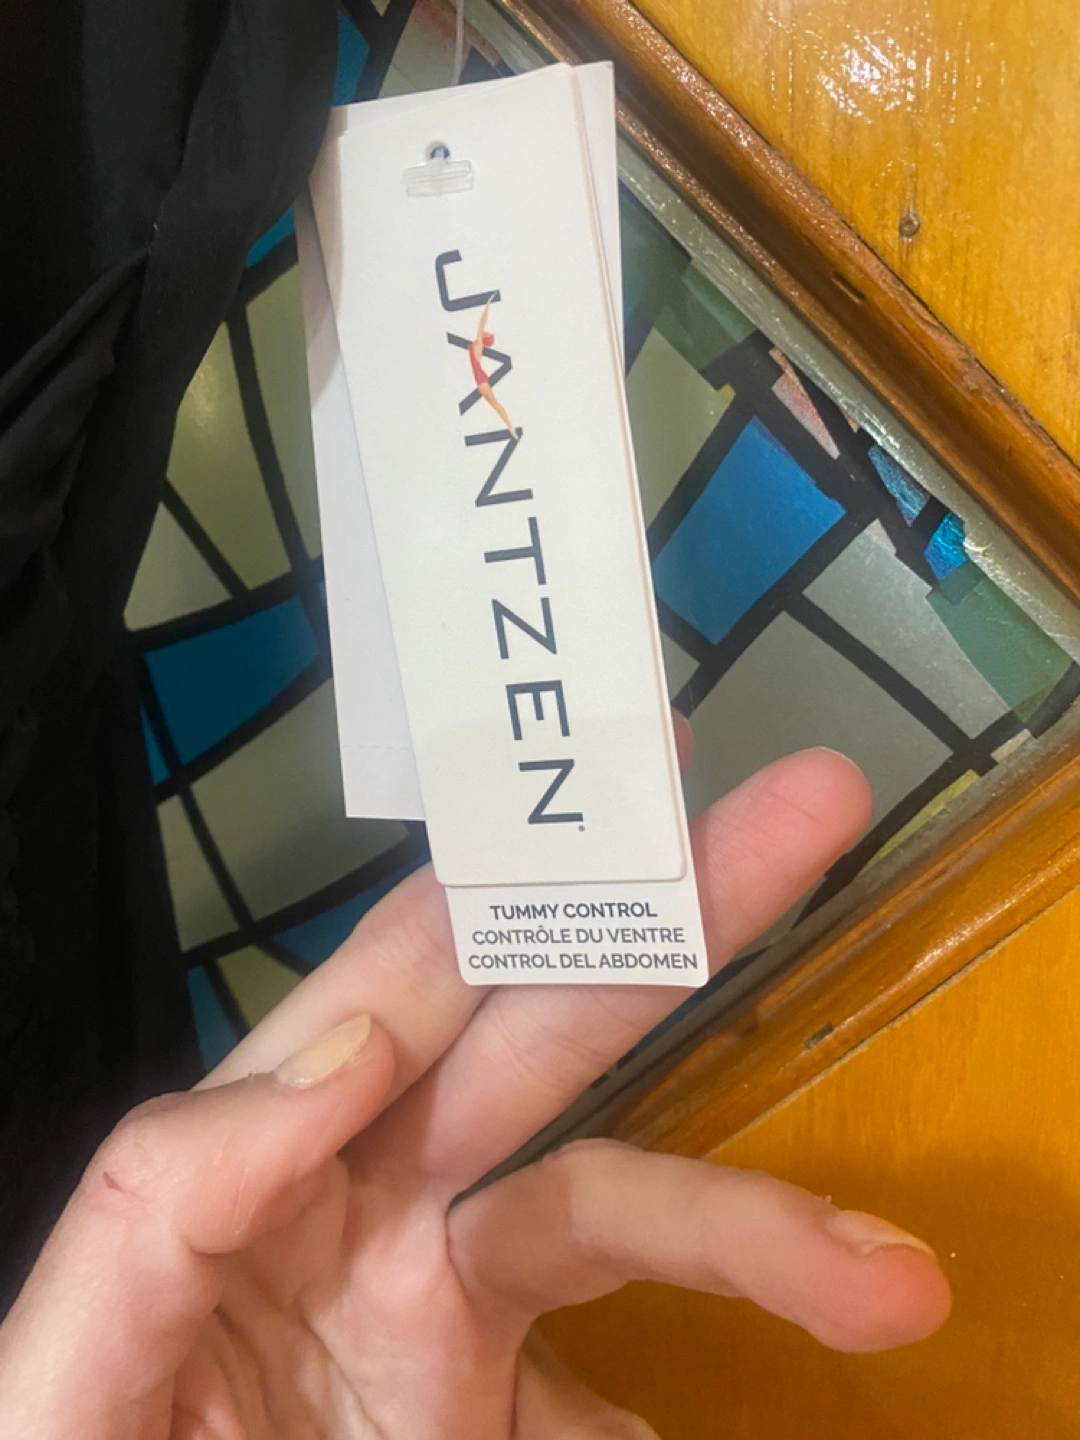 JANTZEN
TUMMY CONTROL
CONTRÔLE DU VENTRE
CONTROL DEL ABDOMEN